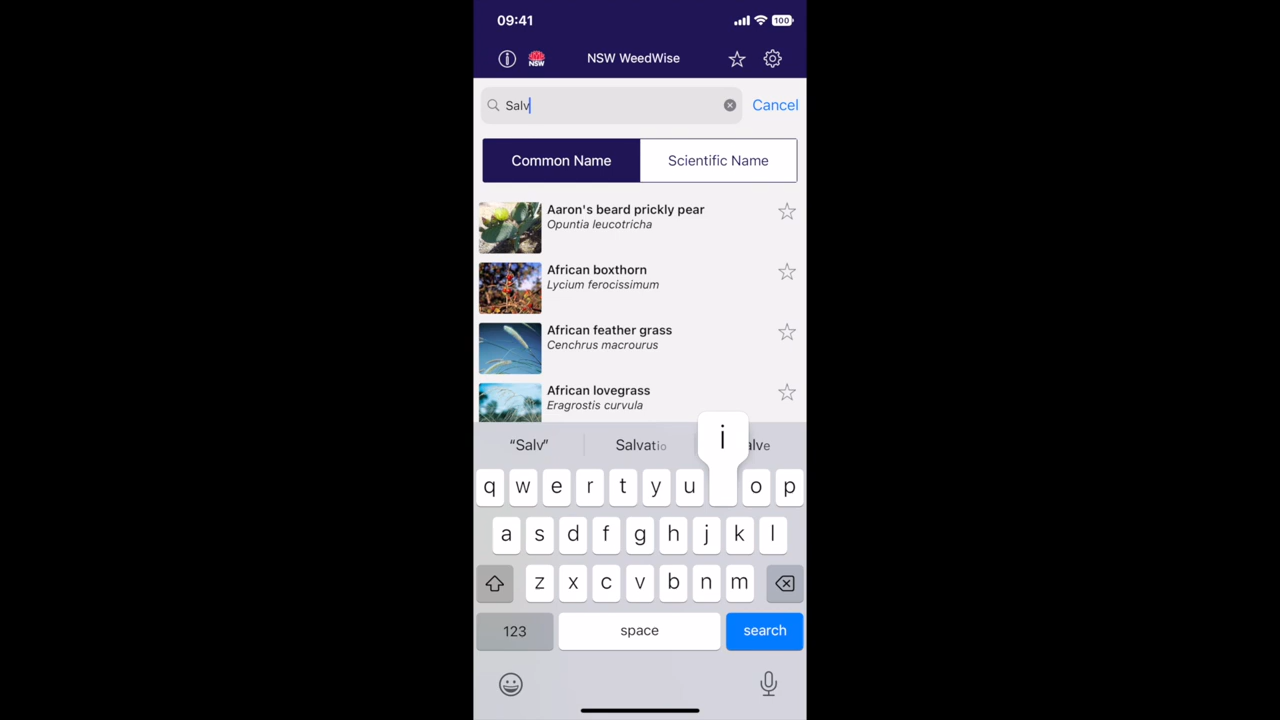 09:41
100
NSW
NSW WeedWise
Salv
Cancel
Common Name
Scientific Name
Aaron's beard prickly pear
Opuntia leucotricha
African boxthorn
Lycium ferocissimum
African feather grass
Cenchrus macrourus
African lovegrass
Eragrostis curvula
“Salv”
Salvatio
alve
i
q w e r t y u o p
a s d f g h j k l
z x c v b n m
123
space
search